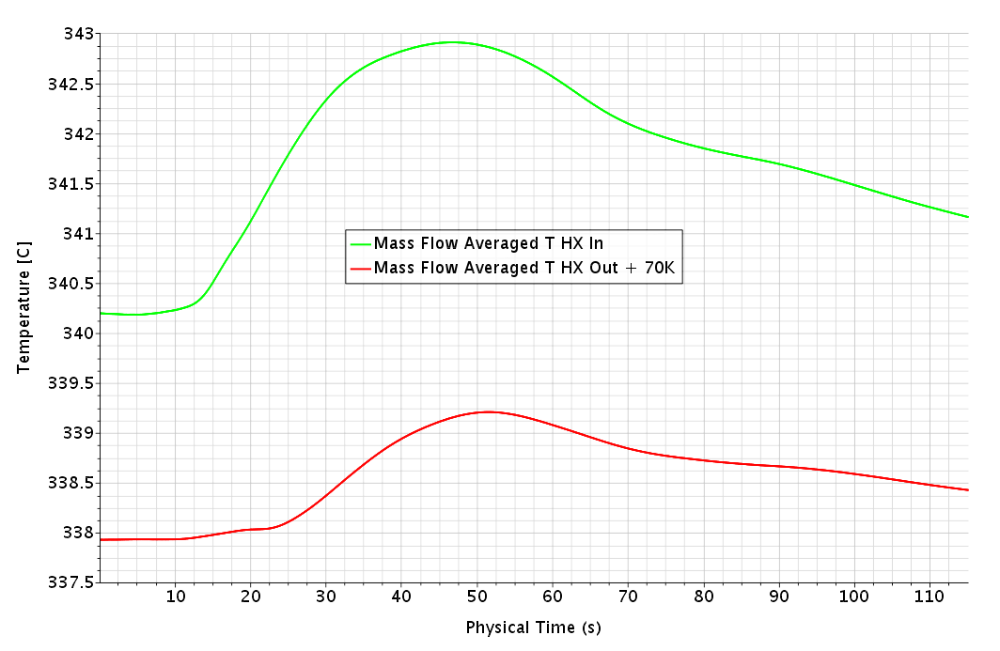 343
342.5
342
341.5
341
340.5
340
339.5
339
338.5
338
337.5
Temperature [C]
Mass Flow Averaged T HX In
Mass Flow Averaged T HX Out + 70K
10 20 30 40 50 60 70 80 90 100 110
Physical Time (s)